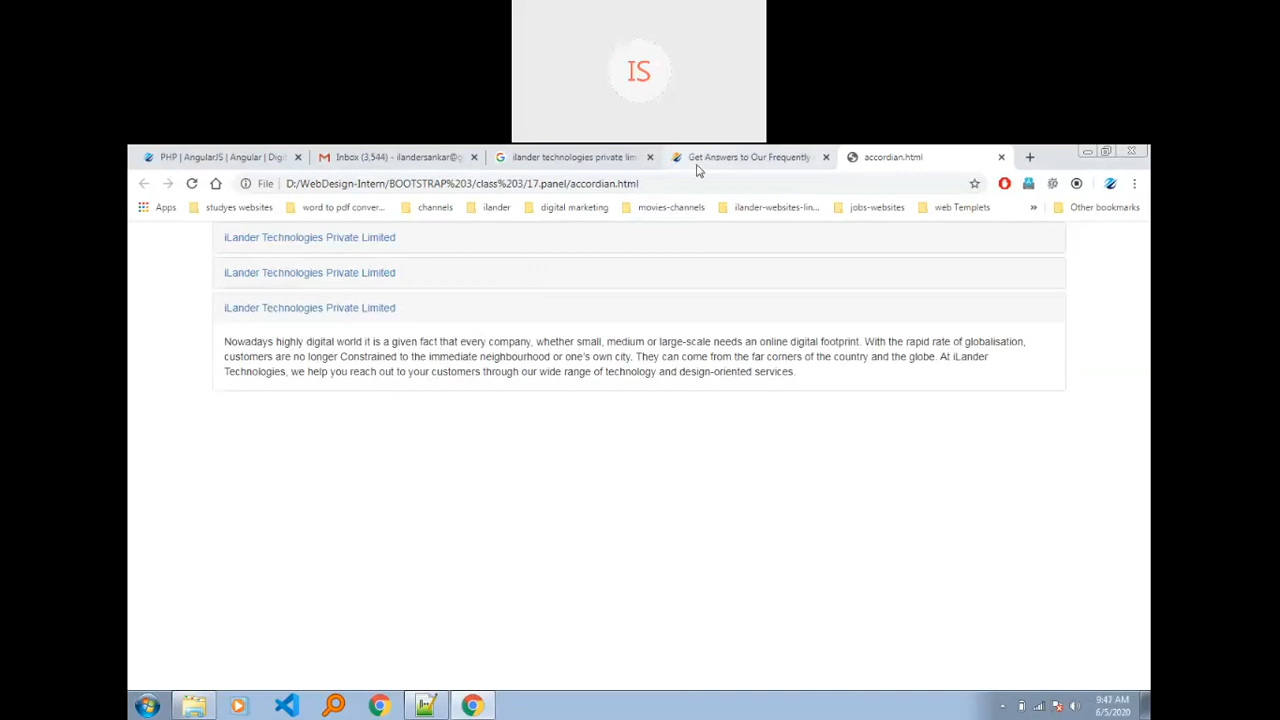 IS
PHP | AngularJS | Angular | Digi
Inbox (3,544) - ilandersankar@g
ilander technologies private lim
Get Answers to Our Frequently
accordian.html
File
D:/WebDesign-Intern/BOOTSTRAP%203/class%203/17.panel/accordian.html
Apps
studyes websites
word to pdf conver...
channels
ilander
digital marketing
movies-channels
ilander-websites-lin...
jobs-websites
web Templets
»
Other bookmarks
iLander Technologies Private Limited
iLander Technologies Private Limited
iLander Technologies Private Limited
Nowadays highly digital world it is a given fact that every company, whether small, medium or large-scale needs an online digital footprint. With the rapid rate of globalisation,
customers are no longer Constrained to the immediate neighbourhood or one's own city. They can come from the far corners of the country and the globe. At iLander
Technologies, we help you reach out to your customers through our wide range of technology and design-oriented services.
9:47 AM
6/5/2020